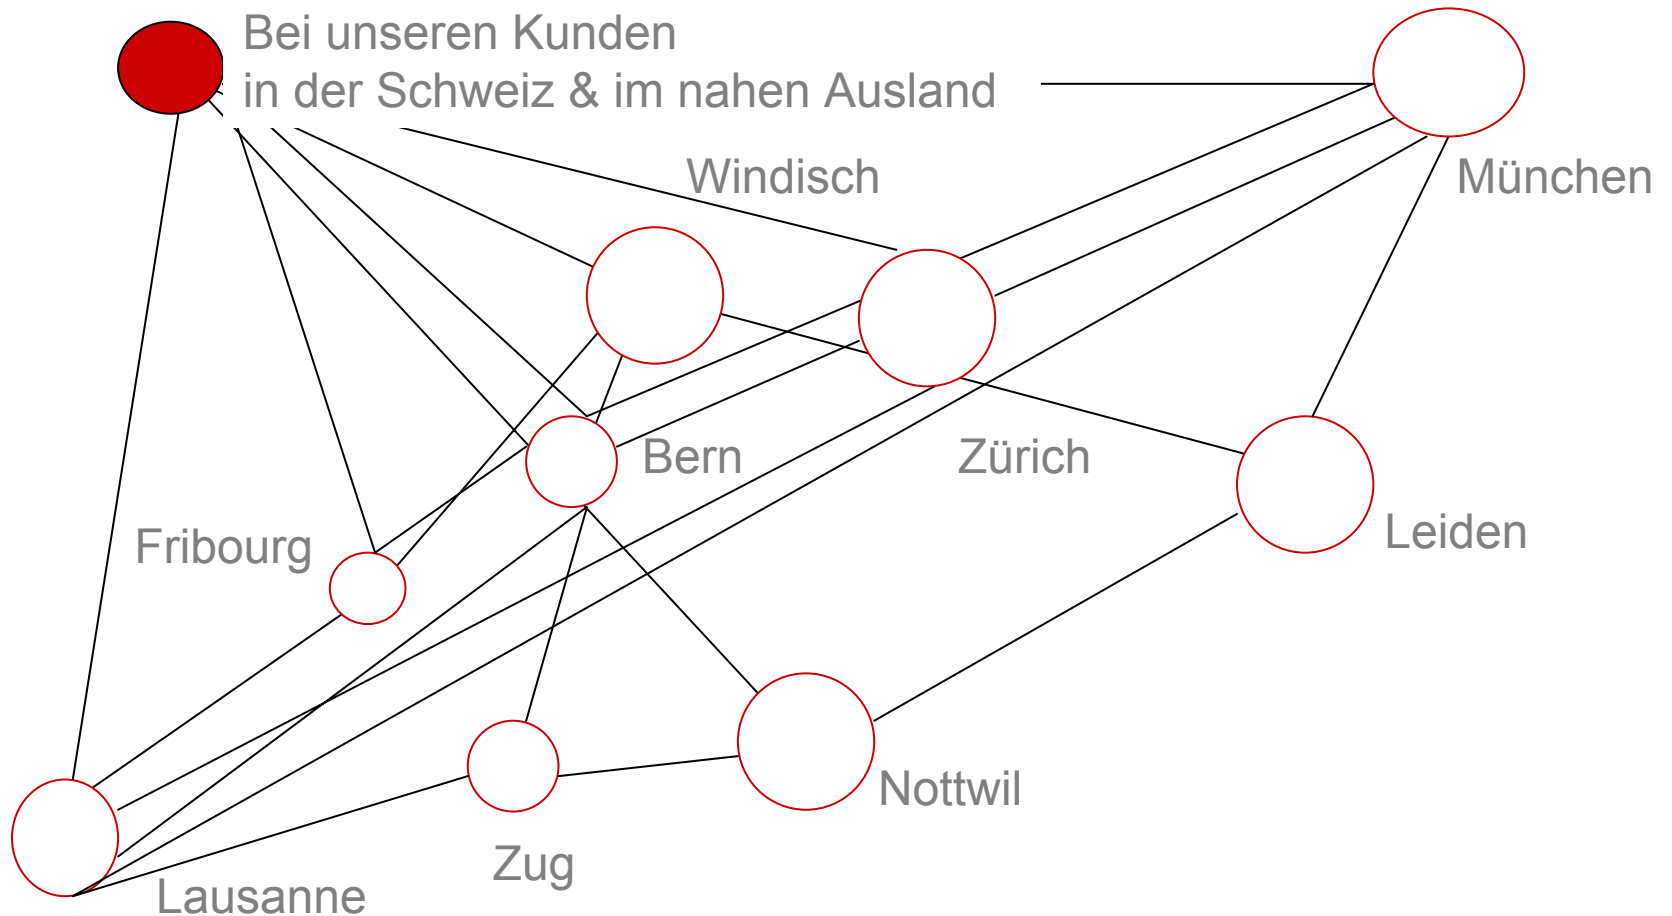 Bei unseren Kunden
in der Schweiz & im nahen Ausland
Windisch
München
Bern
Zürich
Leiden
Fribourg
Nottwil
Zug
Lausanne